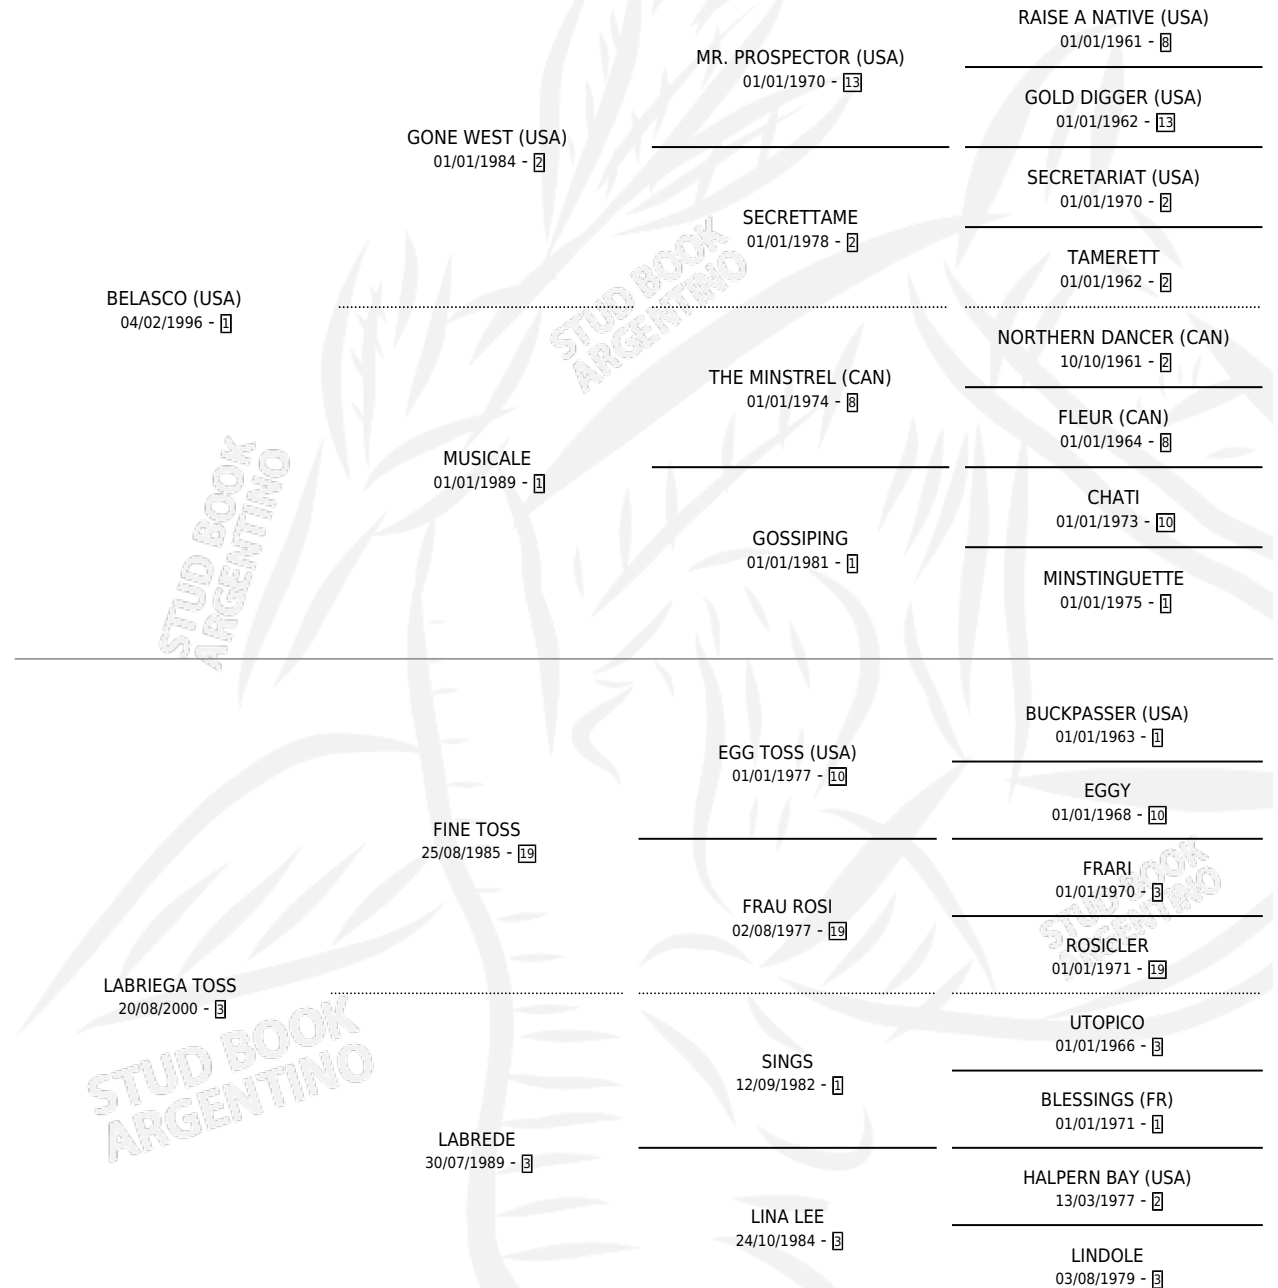 RAISE A NATIVE (USA)
01/01/1961 - 8
MR. PROSPECTOR (USA)
01/01/1970 - 13
GOLD DIGGER (USA)
01/01/1962 - 13
GONE WEST (USA)
01/01/1984 - 2
SECRETARIAT (USA)
01/01/1970 - 2
SECRETTAME
01/01/1978 - 2
TAMERETT
01/01/1962 - 2
BELASCO (USA)
04/02/1996 - 1
NORTHERN DANCER (CAN)
10/10/1961 - 2
THE MINSTREL (CAN)
01/01/1974 - 8
FLEUR (CAN)
01/01/1964 - 8
MUSICALE
01/01/1989 - 1
CHATI
01/01/1973 - 10
GOSSIPING
01/01/1981 - 1
MINSTINGUETTE
01/01/1975 - 1
STUD BOOK
ARGENTINO
STUD BOOK
ARGENTINO
BUCKPASSER (USA)
01/01/1963 - 1
EGG TOSS (USA)
01/01/1977 - 10
EGGY
01/01/1968 - 10
FINE TOSS
25/08/1985 - 19
FRARI
01/01/1970 - 3
FRAU ROSI
02/08/1977 - 19
ROSICLER
01/01/1971 - 19
STUD BOOK
ARGENTINO
LABRIEGA TOSS
20/08/2000 - 3
UTOPICO
01/01/1966 - 3
SINGS
12/09/1982 - 1
BLESSINGS (FR)
01/01/1971 - 1
STUD BOOK
ARGENTINO
LABREDE
30/07/1989 - 3
HALPERN BAY (USA)
13/03/1977 - 2
LINA LEE
24/10/1984 - 3
LINDOLE
03/08/1979 - 3